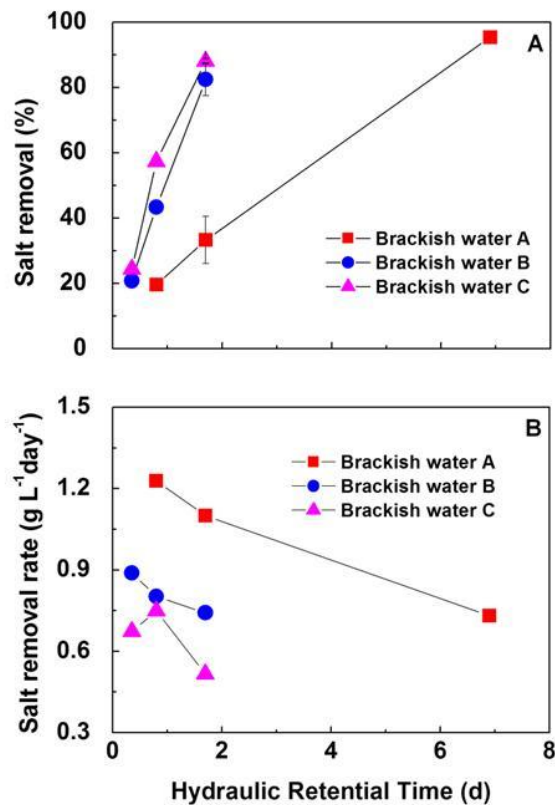 A
Salt removal (%)
100
80
60
40
20
0
Brackish water A
Brackish water B
Brackish water C
B
Salt removal rate (g L⁻¹day⁻¹)
1.5
1.2
0.9
0.6
0.3
Brackish water A
Brackish water B
Brackish water C
0 2 4 6 8
Hydraulic Retential Time (d)